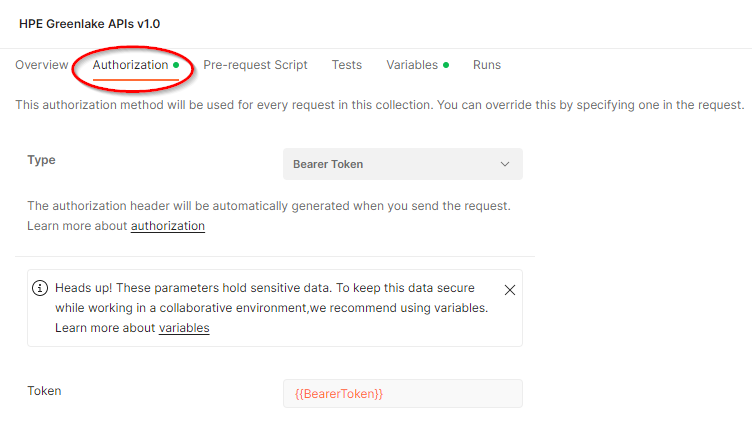 HPE Greenlake APIs v1.0
Overview Authorization Pre-request Script Tests Variables Runs
This authorization method will be used for every request in this collection. You can override this by specifying one in the request.
Type Bearer Token
The authorization header will be automatically generated when you send the request.
Learn more about authorization
Heads up! These parameters hold sensitive data. To keep this data secure
while working in a collaborative environment,we recommend using variables.
Learn more about variables
Token {{BearerToken}}